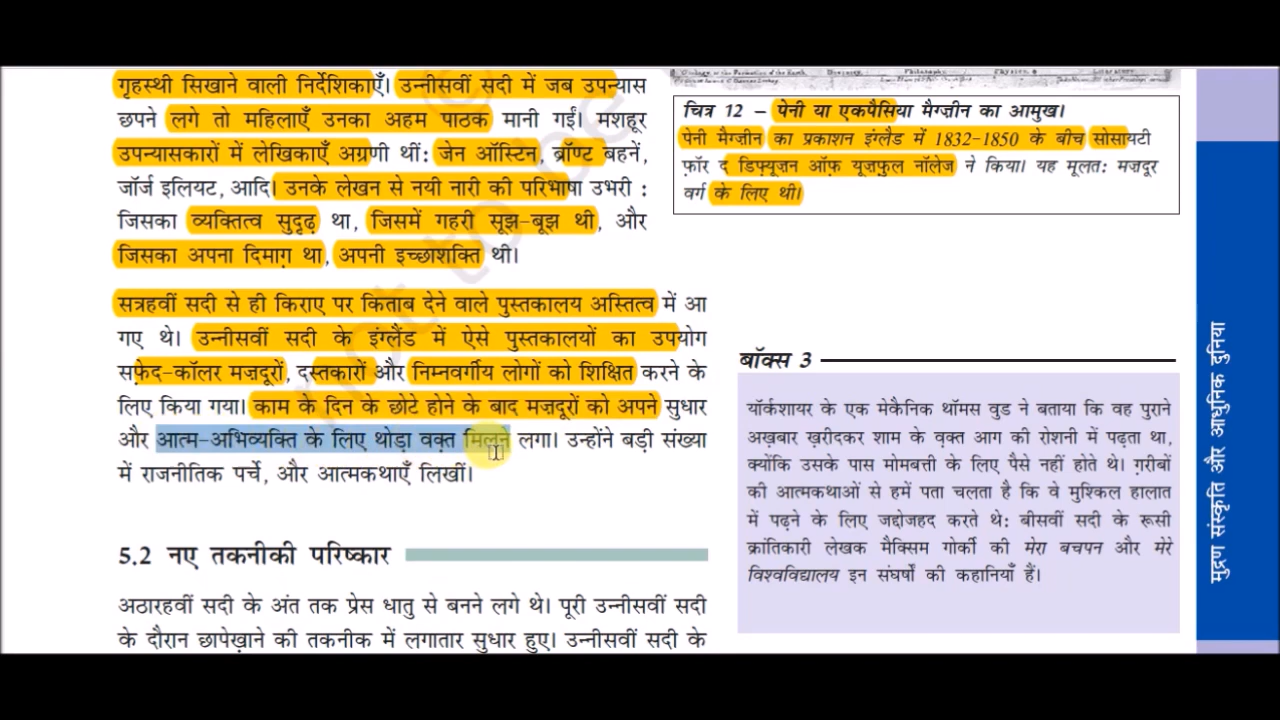 गृहस्थी सिखाने वाली निर्देशिकाएँ। उन्नीसवीं सदी में जब उपन्यास
छपने लगे तो महिलाएँ उनका अहम पाठक मानी गईं। मशहूर
उपन्यासकारों में लेखिकाएँ अग्रणी थीं: जेन ऑस्टिन, ब्रॉण्ट बहनें,
जॉर्ज इलियट, आदि। उनके लेखन से नयी नारी की परिभाषा उभरी :
जिसका व्यक्तित्व सुदृढ़ था, जिसमें गहरी सूझ-बूझ थी, और
जिसका अपना दिमाग़ था, अपनी इच्छाशक्ति थी।
सत्रहवीं सदी से ही किराए पर किताब देने वाले पुस्तकालय अस्तित्व में आ
गए थे। उन्नीसवीं सदी के इंग्लैंड में ऐसे पुस्तकालयों का उपयोग
सफ़ेद-कॉलर मज़दूरों, दस्तकारों और निम्नवर्गीय लोगों को शिक्षित करने के
लिए किया गया। काम के दिन के छोटे होने के बाद मज़दूरों को अपने सुधार
और आत्म-अभिव्यक्ति के लिए थोड़ा वक्त मिलने लगा। उन्होंने बड़ी संख्या
में राजनीतिक पर्चे, और आत्मकथाएँ लिखीं।
5.2 नए तकनीकी परिष्कार
अठारहवीं सदी के अंत तक प्रेस धातु से बनने लगे थे। पूरी उन्नीसवीं सदी
के दौरान छापेख़ाने की तकनीक में लगातार सुधार हुए। उन्नीसवीं सदी के
चित्र 12 – पेनी या एकपैसिया मैग्ज़ीन का आमुख।
पेनी मैग्ज़ीन का प्रकाशन इंग्लैड में 1832-1850 के बीच सोसायटी
फ़ॉर द डिफ़्यूजन ऑफ़ यूज़फुल नॉलेज ने किया। यह मूलत: मज़दूर
वर्ग के लिए थी।
बॉक्स 3
यॉर्कशायर के एक मेकैनिक थॉमस वुड ने बताया कि वह पुराने
अख़बार ख़रीदकर शाम के वक़्त आग की रोशनी में पढ़ता था,
क्योंकि उसके पास मोमबत्ती के लिए पैसे नहीं होते थे। ग़रीबों
की आत्मकथाओं से हमें पता चलता है कि वे मुश्किल हालात
में पढ़ने के लिए जद्दोजहद करते थे: बीसवीं सदी के रूसी
क्रांतिकारी लेखक मैक्सिम गोर्की की मेरा बचपन और मेरे
विश्वविद्यालय इन संघर्षों की कहानियाँ हैं।
मुद्रण संस्कृति और आधुनिक दुनिया